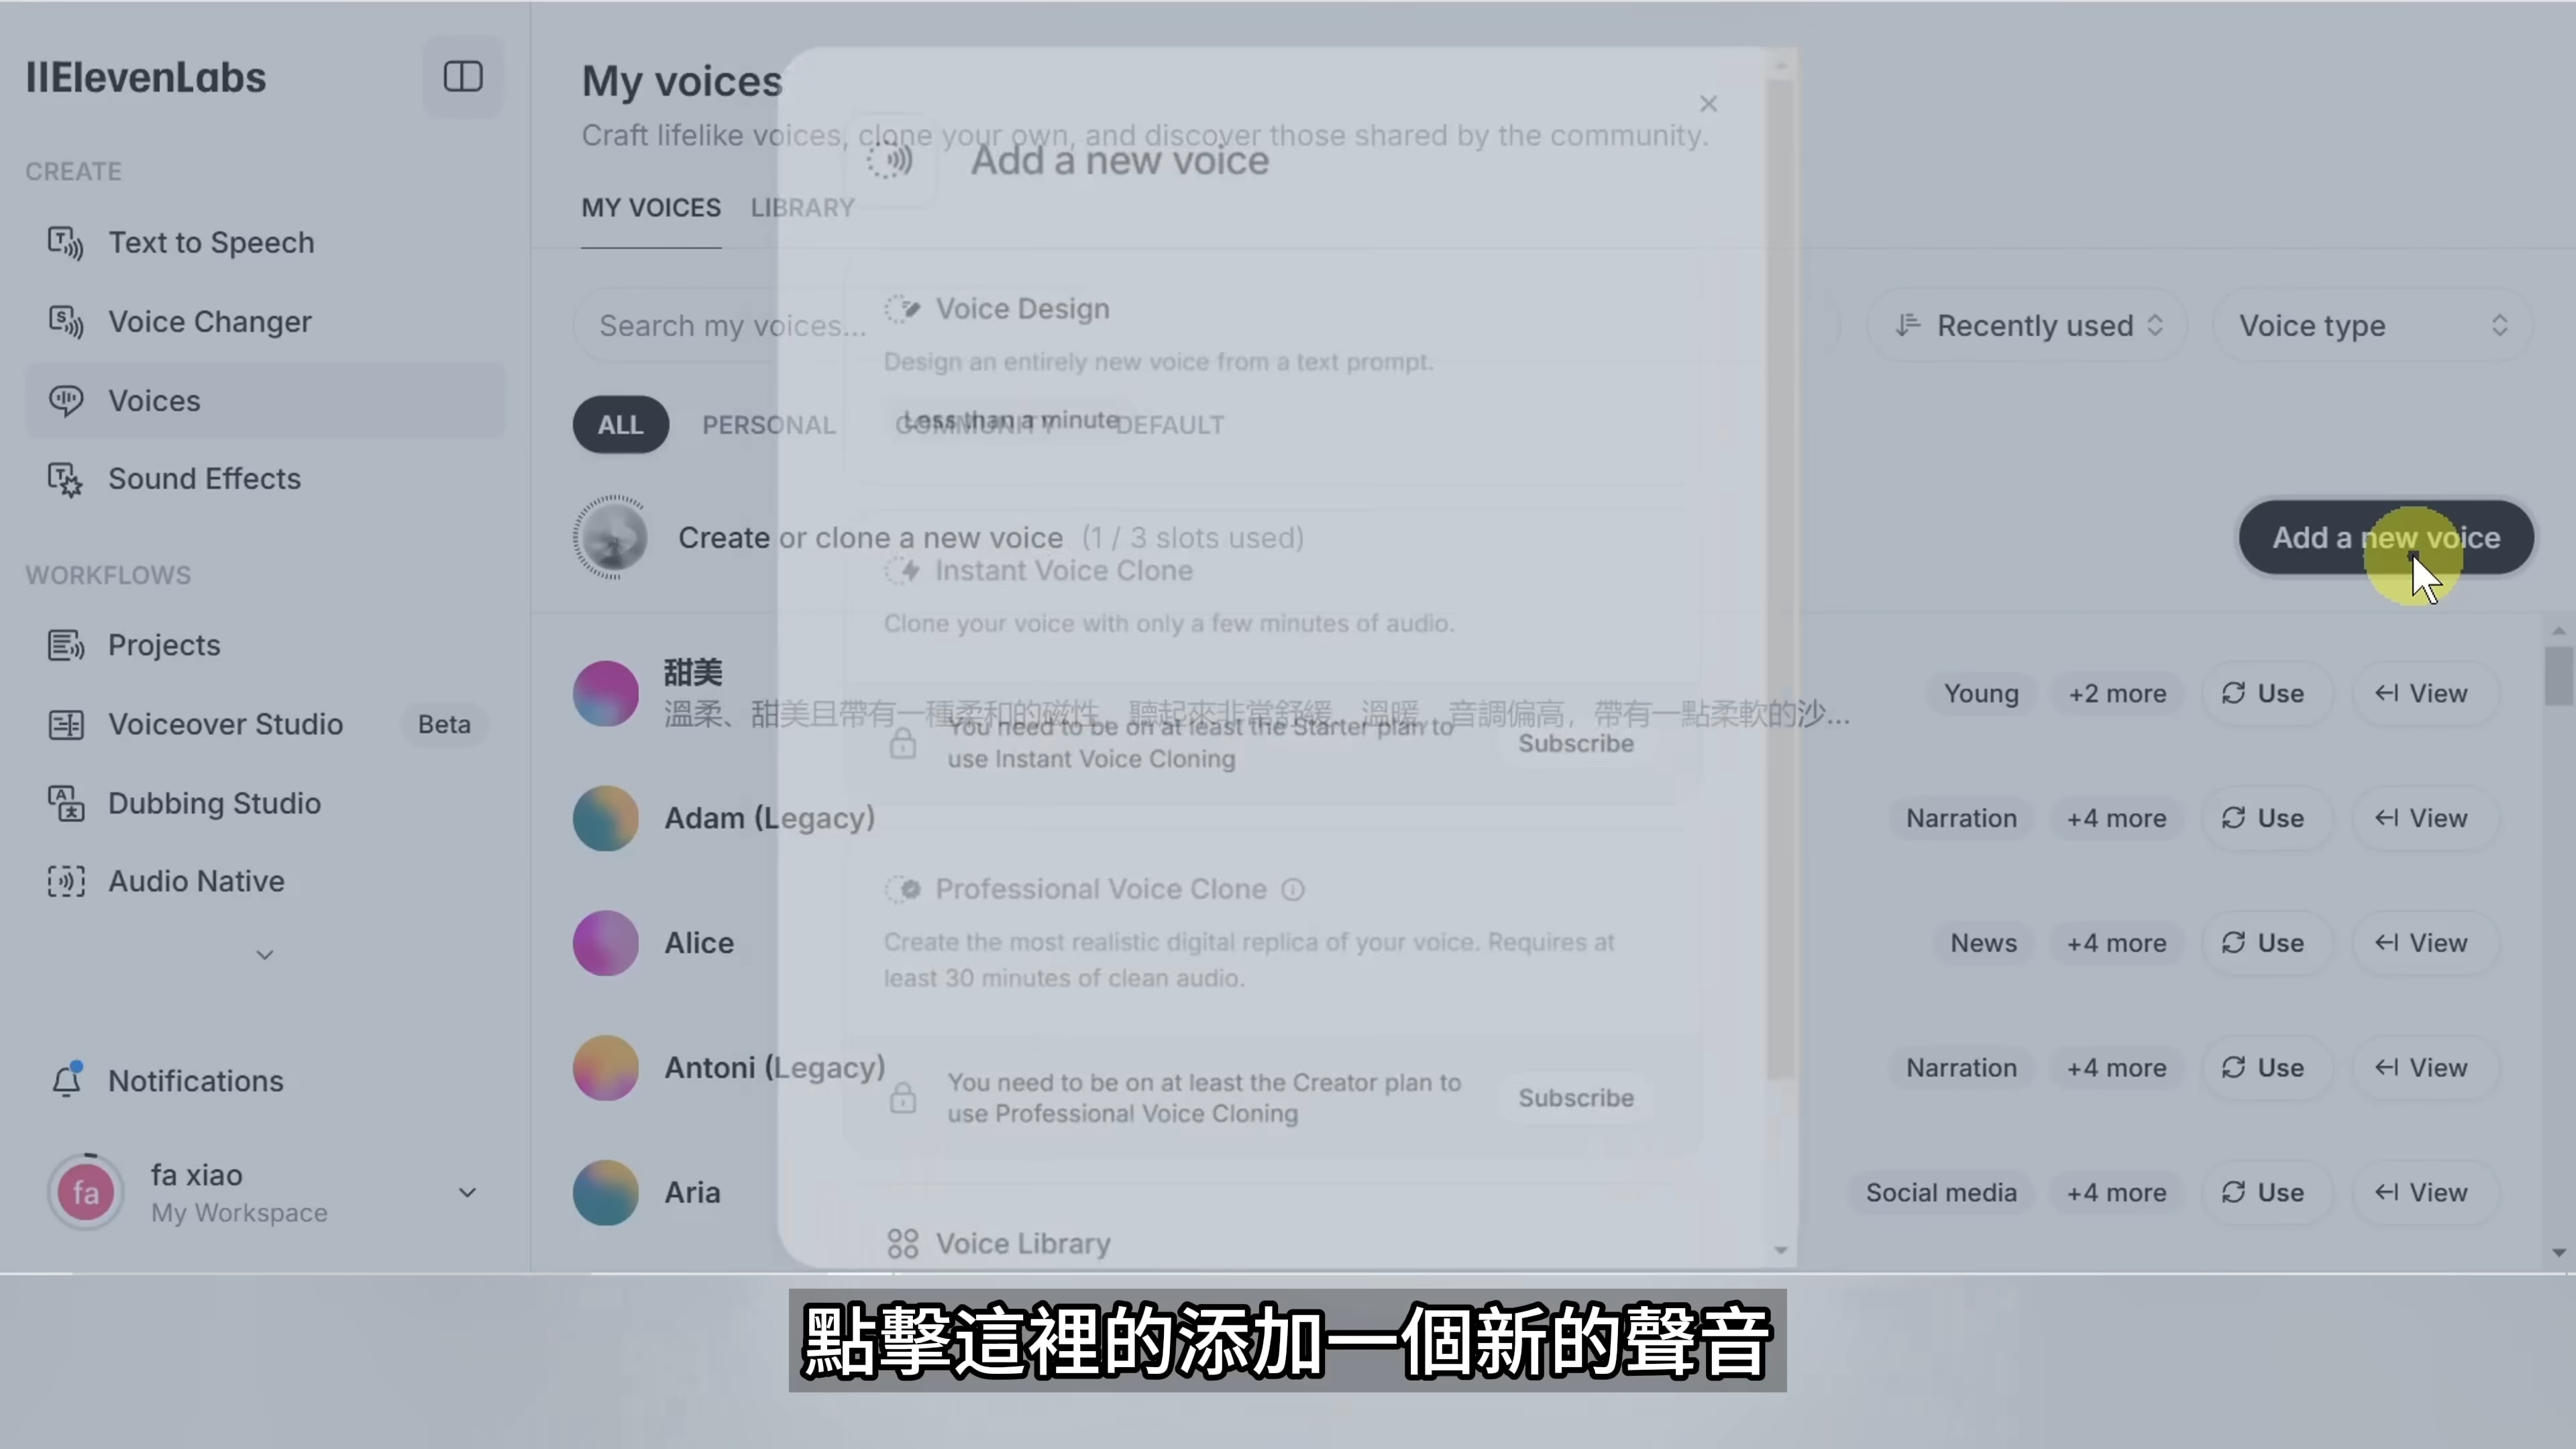 IIElevenLabs
CREATE
Text to Speech
Voice Changer
Voices
Sound Effects
WORKFLOWS
Projects
Voiceover Studio Beta
Dubbing Studio
Audio Native
Notifications
fa
fa xiao
My Workspace
My voices
Craft lifelike voices, clone your own, and discover those shared by the community.
MY VOICES LIBRARY
Search my voices...
Recently used
Voice type
ALL PERSONAL COMMUNITY DEFAULT
Create or clone a new voice (1 / 3 slots used)
Add a new voice
甜美
溫柔、甜美且帶有一種柔和的磁性，聽起來非常舒緩、溫暖，音調偏高，帶有一點柔軟的沙...
Young +2 more Use View
Adam (Legacy) Narration +4 more Use View
Alice News +4 more Use View
Antoni (Legacy) Narration +4 more Use View
Aria Social media +4 more Use View
Add a new voice
Voice Design
Design an entirely new voice from a text prompt.
Less than a minute
Instant Voice Clone
Clone your voice with only a few minutes of audio.
You need to be on at least the Starter plan to
use Instant Voice Cloning
Subscribe
Professional Voice Clone
Create the most realistic digital replica of your voice. Requires at
least 30 minutes of clean audio.
You need to be on at least the Creator plan to
use Professional Voice Cloning
Subscribe
Voice Library
點擊這裡的添加一個新的聲音